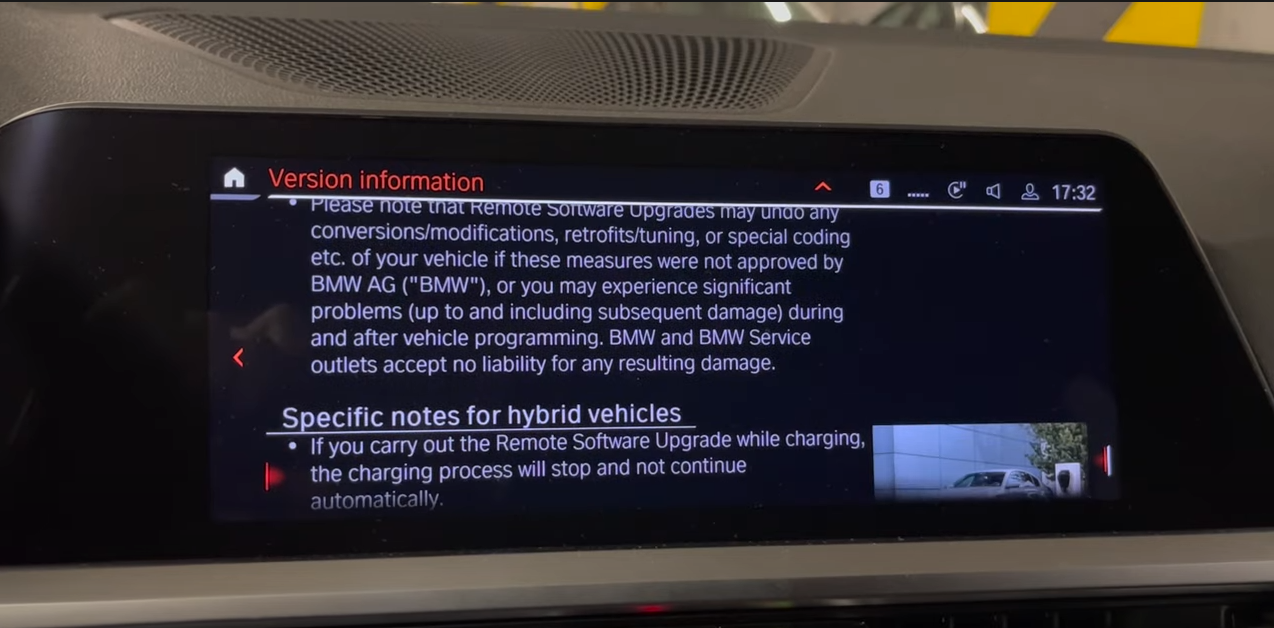 Version information
6
17:32
• Please note that Remote Software Upgrades may undo any
conversions/modifications, retrofits/tuning, or special coding
etc. of your vehicle if these measures were not approved by
BMW AG ("BMW"), or you may experience significant
problems (up to and including subsequent damage) during
and after vehicle programming. BMW and BMW Service
outlets accept no liability for any resulting damage.
Specific notes for hybrid vehicles
• If you carry out the Remote Software Upgrade while charging,
the charging process will stop and not continue
automatically.